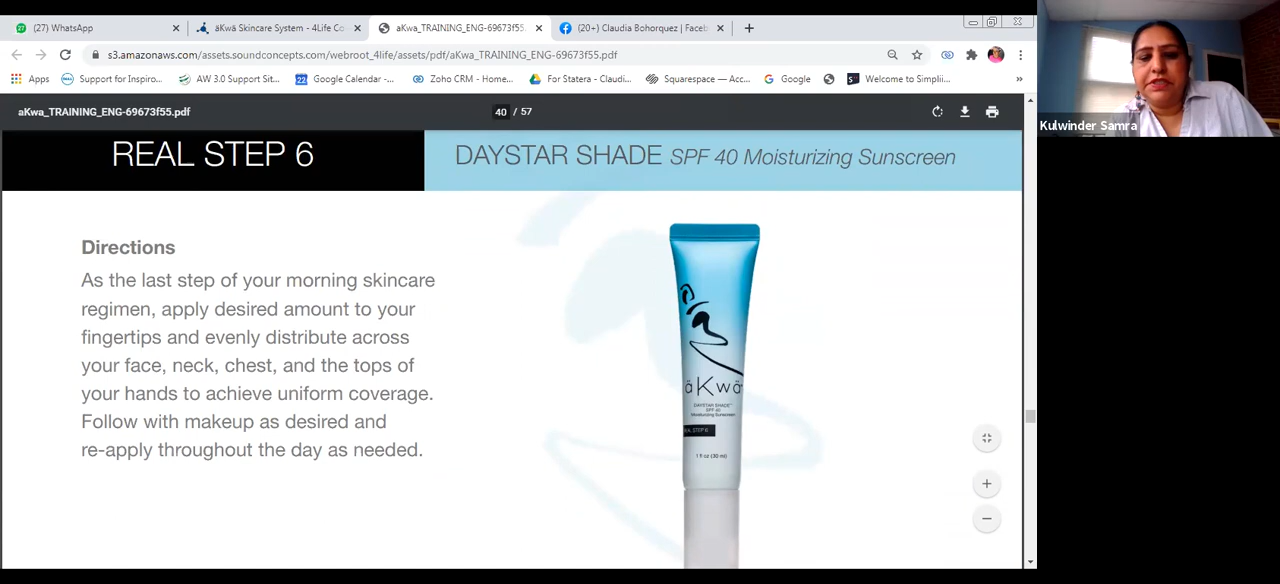 (27) WhatsApp
äKwä Skincare System - 4Life Co
aKwa_TRAINING_ENG-69673f55.p
(20+) Claudia Bohorquez | Faceb
s3.amazonaws.com/assets.soundconcepts.com/webroot_4life/assets/pdf/aKwa_TRAINING_ENG-69673f55.pdf
Apps
Support for Inspiro...
AW 3.0 Support Sit...
22
Google Calendar -...
Zoho CRM - Home...
For Statera - Claudi...
Squarespace — Acc...
Google
Welcome to Simplii...
»
aKwa_TRAINING_ENG-69673f55.pdf
40 / 57
REAL STEP 6
DAYSTAR SHADE SPF 40 Moisturizing Sunscreen
Directions
As the last step of your morning skincare
regimen, apply desired amount to your
fingertips and evenly distribute across
your face, neck, chest, and the tops of
your hands to achieve uniform coverage.
Follow with makeup as desired and
re-apply throughout the day as needed.
äKwä
DAYSTAR SHADE™
SPF 40
Moisturizing Sunscreen
REAL STEP 6
1 fl oz (30 ml)
Kulwinder Samra